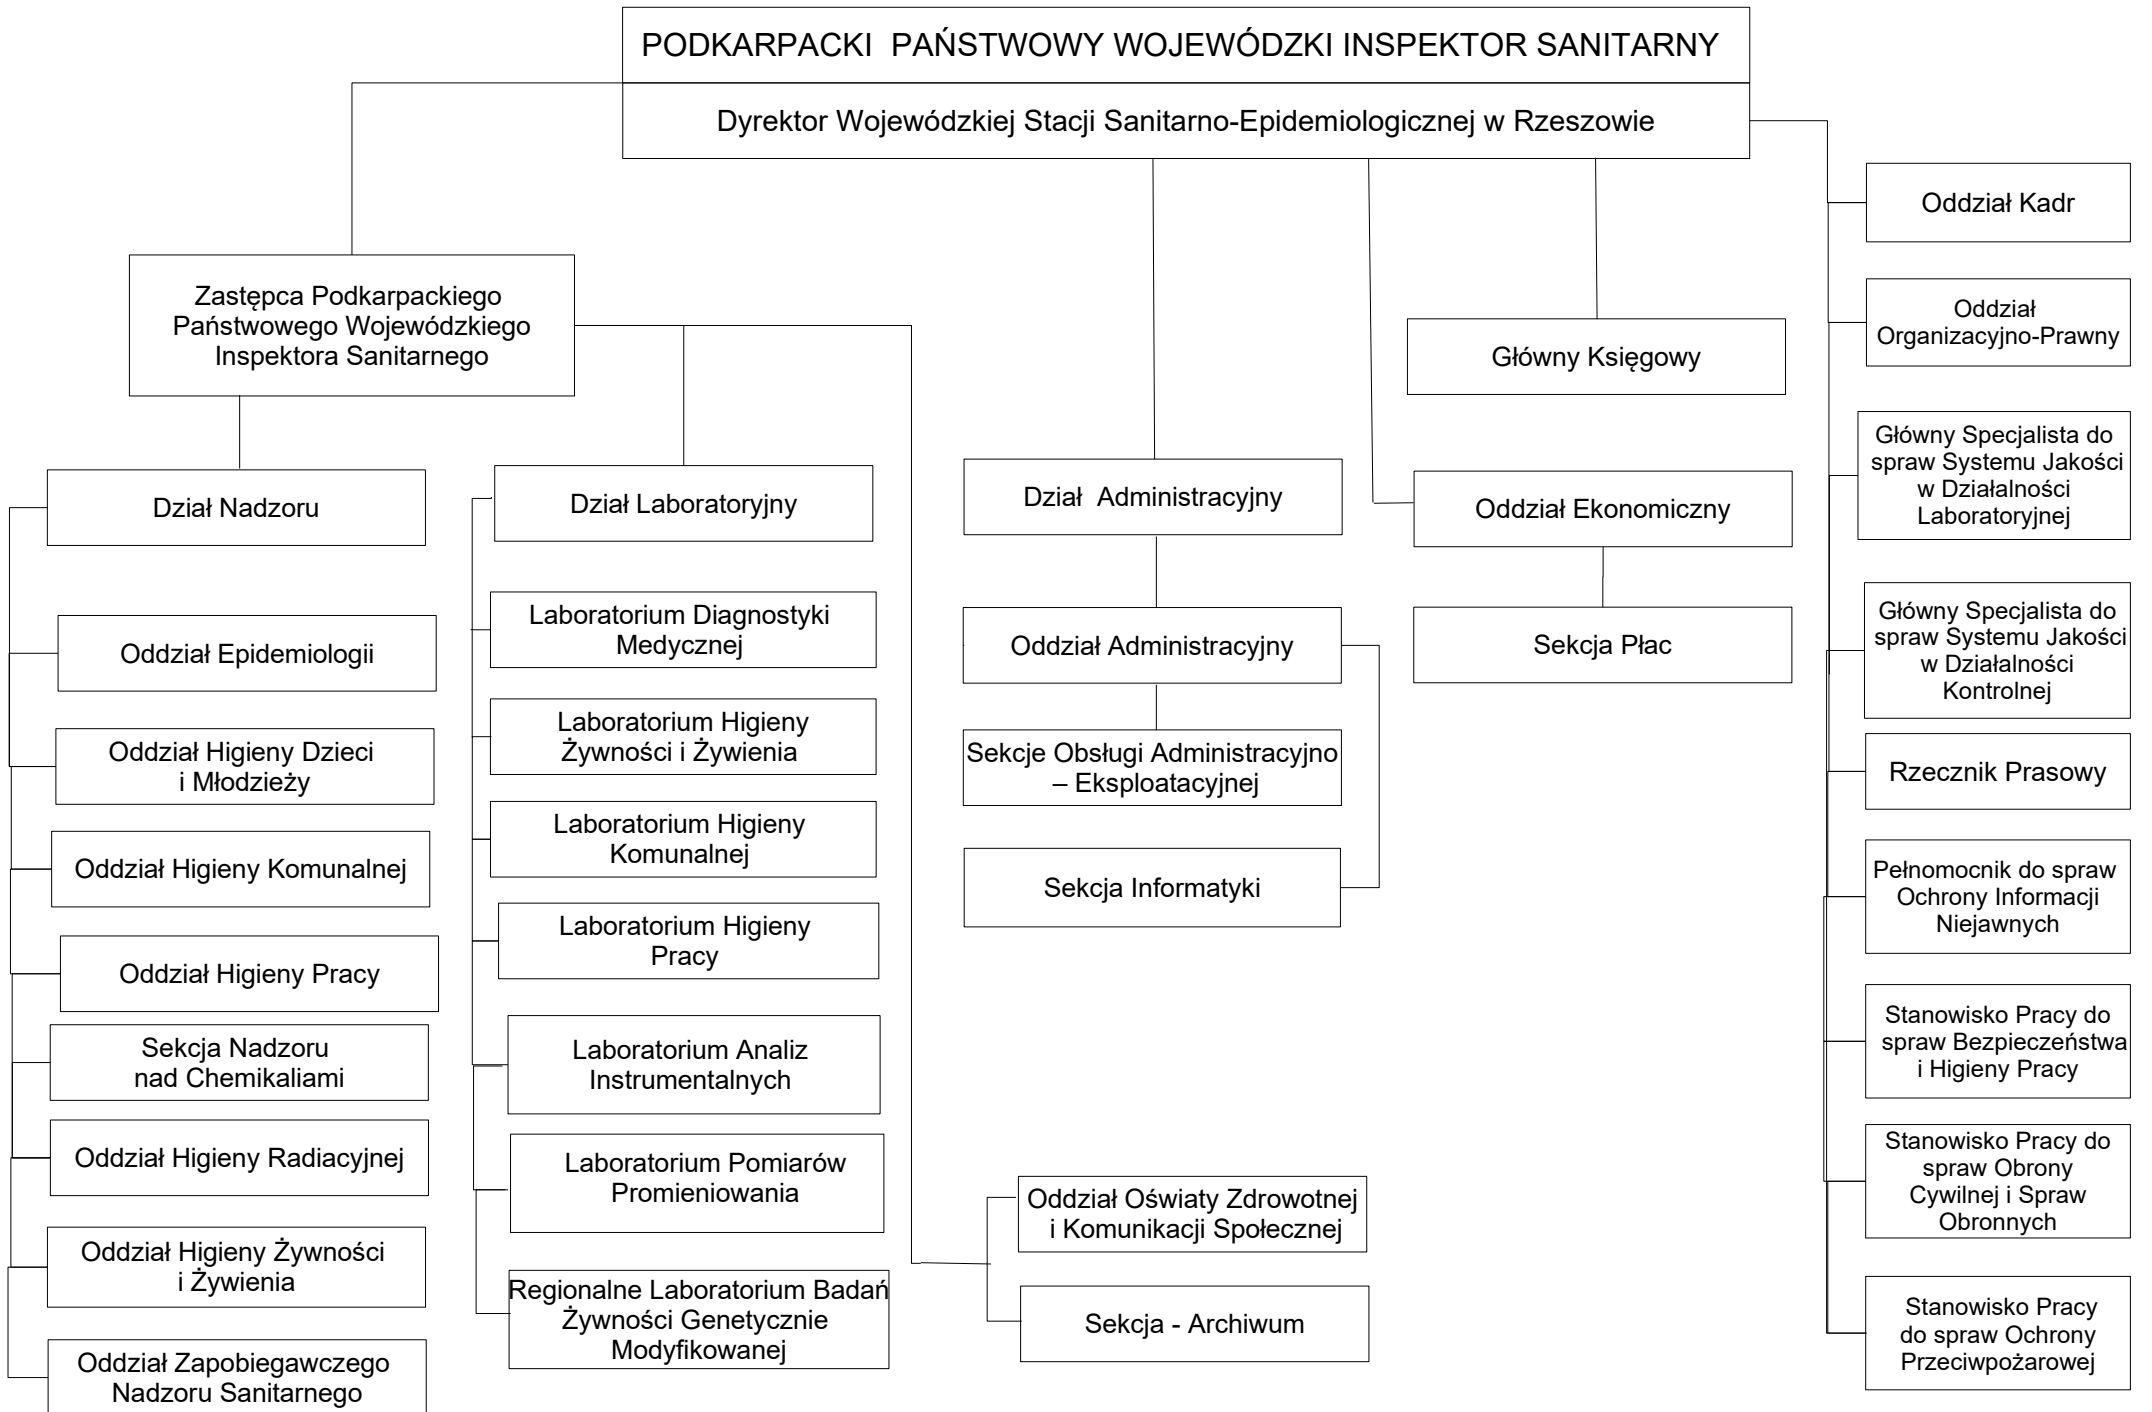 PODKARPACKI PAŃSTWOWY WOJEWÓDZKI INSPEKTOR SANITARNY
Dyrektor Wojewódzkiej Stacji Sanitarno-Epidemiologicznej w Rzeszowie
Zastępca Podkarpackiego
Państwowego Wojewódzkiego
Inspektora Sanitarnego
Dział Nadzoru
Oddział Epidemiologii
Oddział Higieny Dzieci
i Młodzieży
Oddział Higieny Komunalnej
Oddział Higieny Pracy
Sekcja Nadzoru
nad Chemikaliami
Oddział Higieny Radiacyjnej
Oddział Higieny Żywności
i Żywienia
Oddział Zapobiegawczego
Nadzoru Sanitarnego
Dział Laboratoryjny
Laboratorium Diagnostyki
Medycznej
Laboratorium Higieny
Żywności i Żywienia
Laboratorium Higieny
Komunalnej
Laboratorium Higieny
Pracy
Laboratorium Analiz
Instrumentalnych
Laboratorium Pomiarów
Promieniowania
Regionalne Laboratorium Badań
Żywności Genetycznie
Modyfikowanej
Dział Administracyjny
Oddział Administracyjny
Sekcje Obsługi Administracyjno
– Eksploatacyjnej
Sekcja Informatyki
Oddział Oświaty Zdrowotnej
i Komunikacji Społecznej
Sekcja - Archiwum
Główny Księgowy
Oddział Ekonomiczny
Sekcja Płac
Oddział Kadr
Oddział
Organizacyjno-Prawny
Główny Specjalista do
spraw Systemu Jakości
w Działalności
Laboratoryjnej
Główny Specjalista do
spraw Systemu Jakości
w Działalności
Kontrolnej
Rzecznik Prasowy
Pełnomocnik do spraw
Ochrony Informacji
Niejawnych
Stanowisko Pracy do
spraw Bezpieczeństwa
i Higieny Pracy
Stanowisko Pracy do
spraw Obrony
Cywilnej i Spraw
Obronnych
Stanowisko Pracy
do spraw Ochrony
Przeciwpożarowej